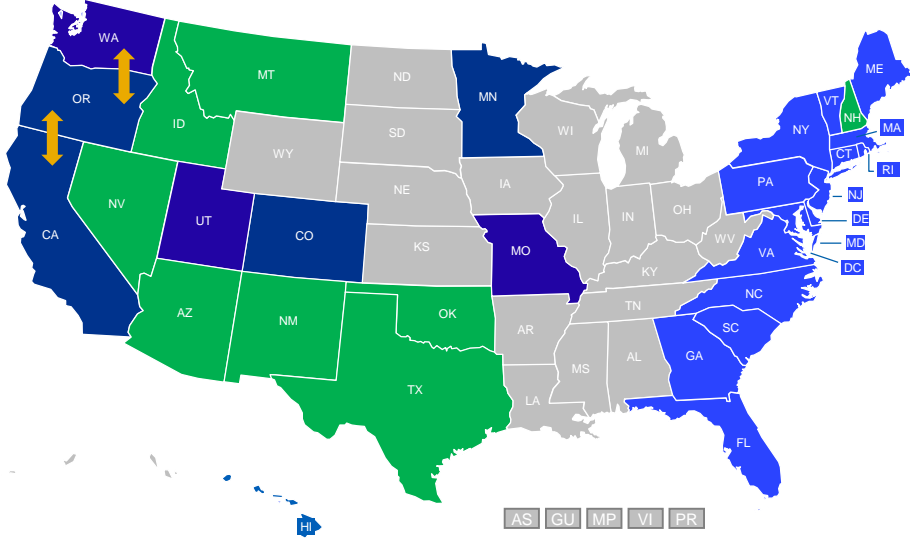 WA
ME
MT
ND
VT
OR
MN
NH
ID
WI
NY
MA
SD
MI
WY
CT
RI
PA
IA
NE
NJ
NV
OH
UT
IL
IN
DE
CO
CA
WV
MD
KS
MO
VA
DC
KY
NC
TN
AZ
OK
NM
SC
AR
GA
AL
MS
TX
LA
FL
HI
AS GU MP VI PR